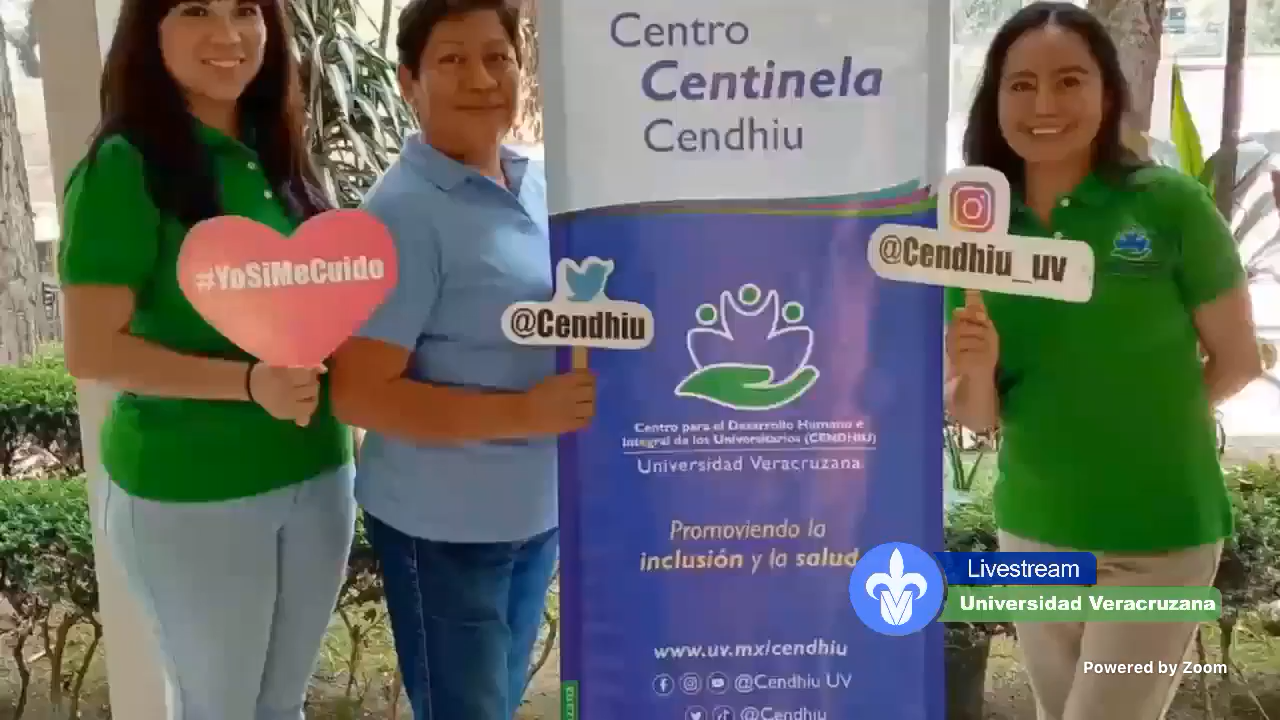 Centro
Centinela
Cendhiu
#YoSiMeCuido
@Cendhiu
@Cendhiu_uv
Centro para el Desarrollo Humano e
Integral de los Universitarios (CENDHIU)
Universidad Veracruzana
Promoviendo la
inclusión y la salud
www.uv.mx/cendhiu
@Cendhiu UV
@Cendhiu
Livestream
Universidad Veracruzana
Powered by Zoom